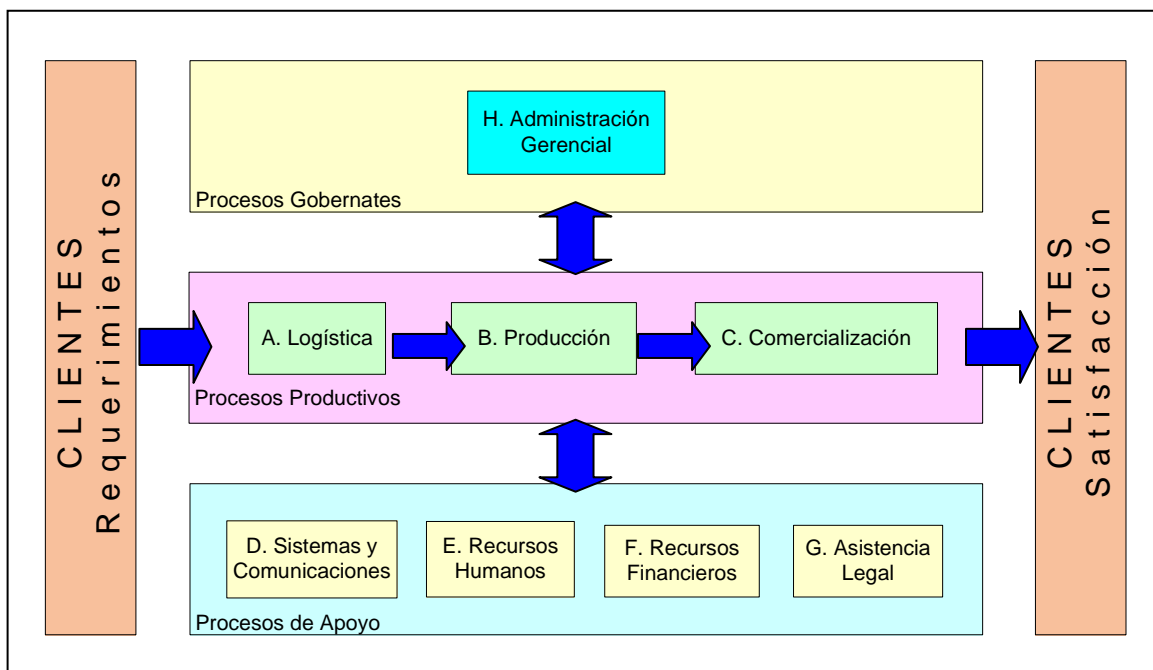 CLIENTES
Requerimientos
H. Administración
Gerencial
Procesos Gobernates
A. Logística
B. Producción
C. Comercialización
Procesos Productivos
D. Sistemas y
Comunicaciones
E. Recursos
Humanos
F. Recursos
Financieros
G. Asistencia
Legal
Procesos de Apoyo
CLIENTES
Satisfacción